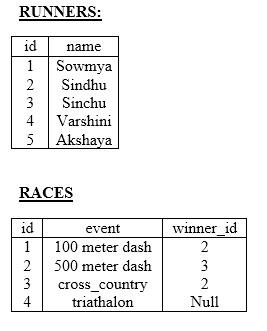 RUNNERS:
id name
1 Sowmya
2 Sindhu
3 Sinchu
4 Varshini
5 Akshaya
RACES
id event winner_id
1 100 meter dash 2
2 500 meter dash 3
3 cross_country 2
4 triathalon Null